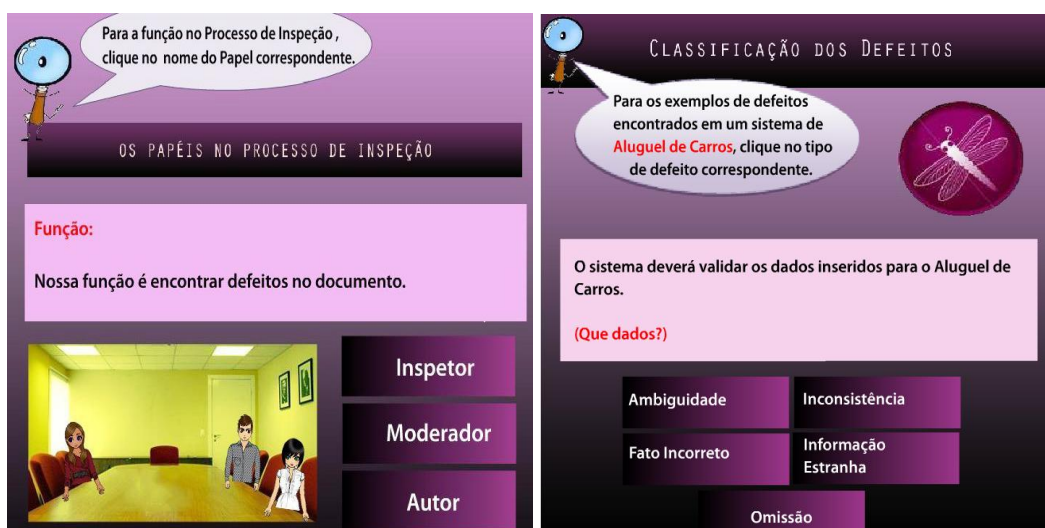 Para a função no Processo de Inspeção ,
clique no nome do Papel correspondente.
OS PAPÉIS NO PROCESSO DE INSPEÇÃO
Função:
Nossa função é encontrar defeitos no documento.
Inspetor
Moderador
Autor
CLASSIFICAÇÃO DOS DEFEITOS
Para os exemplos de defeitos
encontrados em um sistema de
Aluguel de Carros, clique no tipo
de defeito correspondente.
O sistema deverá validar os dados inseridos para o Aluguel de
Carros.
(Que dados?)
Ambiguidade
Inconsistência
Fato Incorreto
Informação
Estranha
Omissão